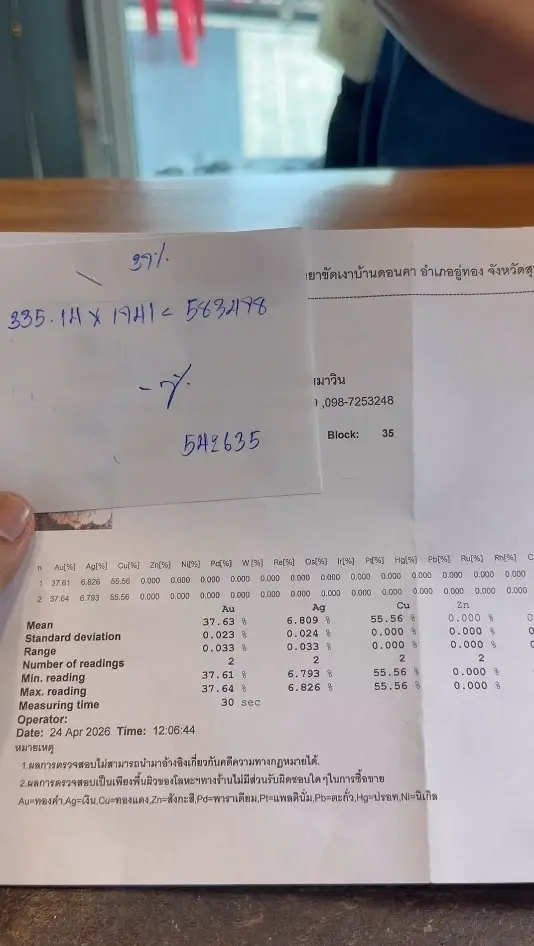 37%
335.14 x 1741 = 583478
- 7%
542635
ยาขัดเงาบ้านดอนคา อำเภออู่ทอง จังหวัดสุ
มาวิน
,098-7253248
Block: 35
n Au[%] Ag[%] Cu[%] Zn[%] Ni[%] Pd[%] W[%] Re[%] Os[%] Ir[%] Pt[%] Hg[%] Pb[%] Ru[%] Rh[%] C
1 37.61 6.826 55.56 0.000 0.000 0.000 0.000 0.000 0.000 0.000 0.000 0.000 0.000 0.000 0.000
2 37.64 6.793 55.56 0.000 0.000 0.000 0.000 0.000 0.000 0.000 0.000 0.000 0.000 0.000 0.000
Au Ag Cu Zn
Mean 37.63 % 6.809 % 55.56 % 0.000 % 0
Standard deviation 0.023 % 0.024 % 0.000 % 0.000 % 0
Range 0.033 % 0.033 % 0.000 % 0.000 % 0
Number of readings 2 2 2 2
Min. reading 37.61 % 6.793 % 55.56 % 0.000 % 0
Max. reading 37.64 % 6.826 % 55.56 % 0.000 % 0
Measuring time 30 sec
Operator:
Date: 24 Apr 2026 Time: 12:06:44
หมายเหตุ
1.ผลการตรวจสอบไม่สามารถนำมาอ้างอิงเกี่ยวกับคดีความทางกฎหมายได้.
2.ผลการตรวจสอบเป็นเพียงพื้นผิวของโลหะฯทางร้านไม่มีส่วนรับผิดชอบใดๆในการซื้อขาย
Au=ทองคำ,Ag=เงิน,Cu=ทองแดง,Zn=สังกะสี,Pd=พาราเดียม,Pt=แพลตินั่ม,Pb=ตะกั่ว,Hg=ปรอท,Ni=นิเกิล